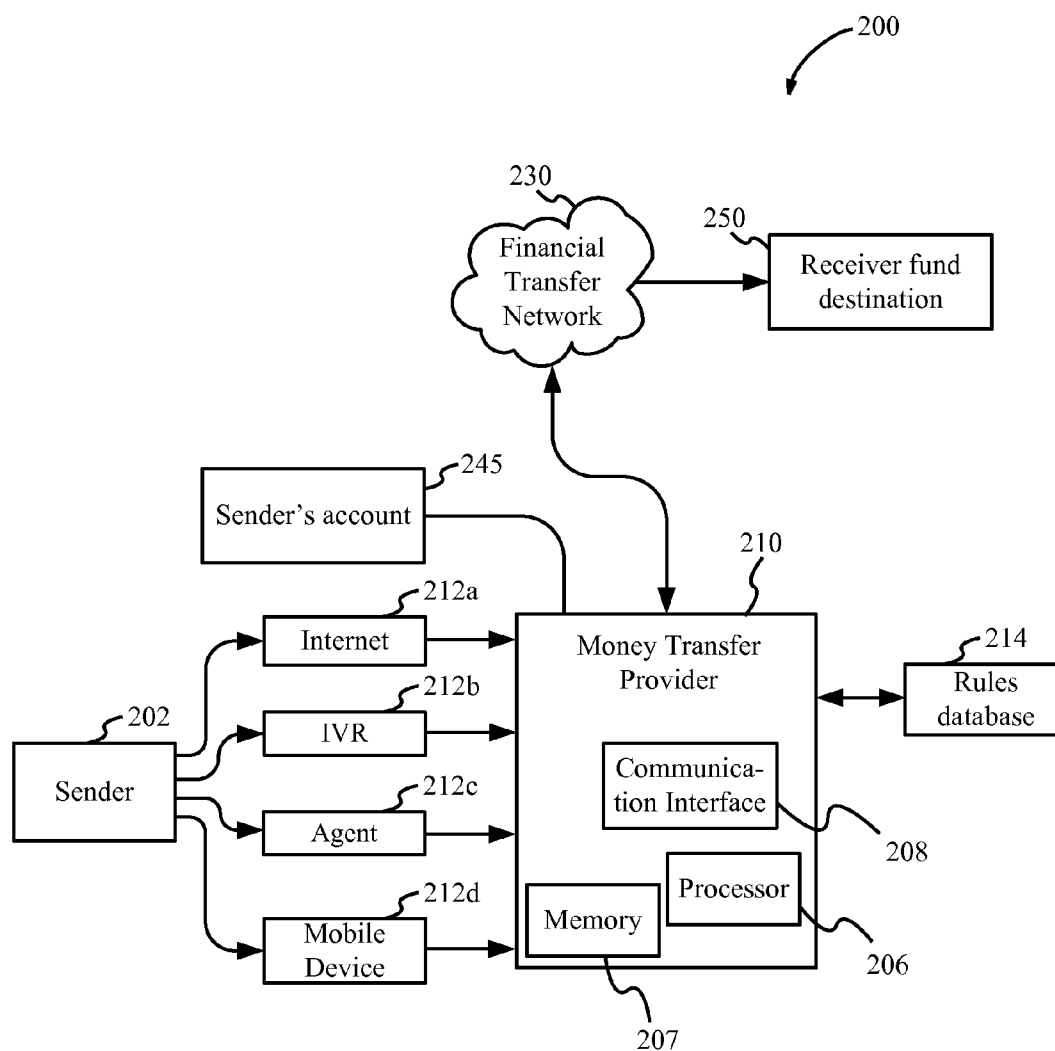 200
230
Financial
Transfer
Network
250
Receiver fund
destination
245
Sender's account
210
Money Transfer
Provider
212a
Internet
214
Rules
database
212b
IVR
202
Sender
Communica-
tion Interface
212c
Agent
208
Processor
212d
Mobile
Device
Memory
206
207